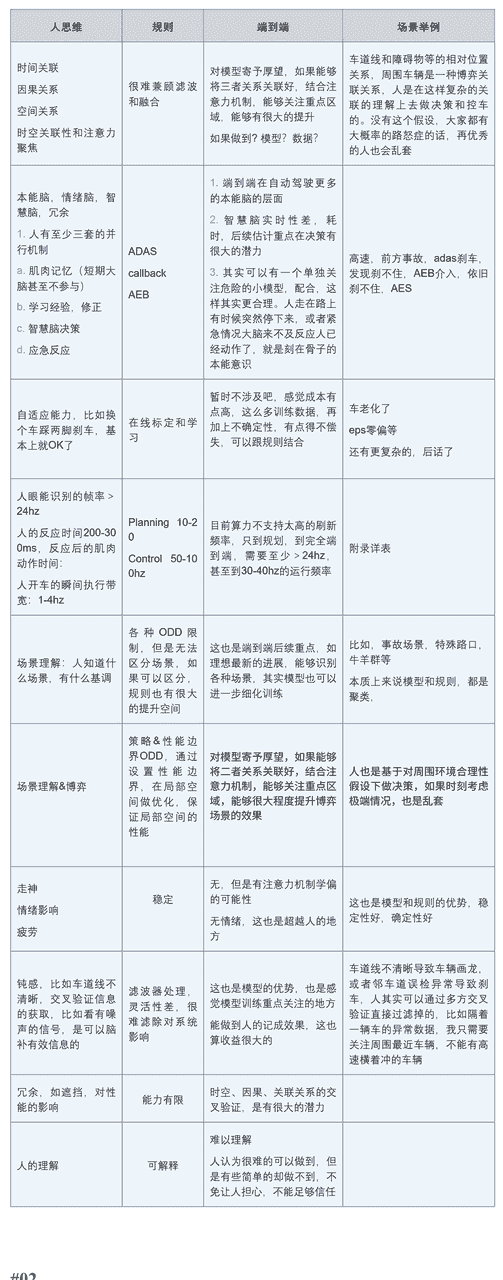 人思维
规则
端到端
场景举例
时间关联
因果关系
空间关系
时空关联性和注意力
聚焦
很难兼顾滤波
和融合
对模型寄予厚望，如果能够
将三者关系关联好，结合注
意力机制，能够关注重点区
域，能够有很大的提升
如果做到? 模型? 数据?
车道线和障碍物等的相对位置
关系，周围车辆是一种博弈关
联关系，人是在这样复杂的关
联的理解上去做决策和控车
的。没有这个假设，大家都有
大概率的路怒症的话，再优秀
的人也会乱套
本能脑，情绪脑，智
慧脑，冗余
1. 人有至少三套的并
行机制
a. 肌肉记忆（短期大
脑甚至不参与）
b. 学习经验，修正
c. 智慧脑决策
d. 应急反应
ADAS
callback
AEB
1. 端到端在自动驾驶更多
的本能脑的层面
2. 智慧脑实时性差，耗
时，后续估计重点在决策有
很大的潜力
3. 其实可以有一个单独关
注危险的小模型，配合，这
样其实更合理。人走在路上
有时候突然停下来，或者紧
急情况大脑来不及反应人已
经动作了，就是刻在骨子的
本能意识
高速，前方事故，adas刹车，
发现刹不住，AEB介入，依旧
刹不住，AES
自适应能力，比如换
个车踩两脚刹车，基
本上就OK了
在线标定和学
习
暂时不涉及吧，感觉成本有
点高，这么多训练数据，再
加上不确定性，有点得不偿
失，可以跟规则结合
车老化了
eps零偏等
还有更复杂的，后话了
人眼能识别的帧率 >
24hz
人的反应时间200-30
0ms，反应后的肌肉
动作时间：
人开车的瞬间执行带
宽：1-4hz
Planning 10-2
0
Control 50-10
0hz
目前算力不支持太高的刷新
频率，只到规划，到完全端
到端，需要至少 > 24hz，
甚至到30-40hz的运行频率
附录详表
场景理解：人知道什
么场景，有什么基调
各种ODD限
制，但是无法
区分场景，如
果可以区分，
规则也有很大
的提升空间
这也是端到端后续重点，如
理想最新的进展，能够识别
各种场景，其实模型也可以
进一步细化训练
比如，事故场景，特殊路口，
牛羊群等
本质上来说模型和规则，都是
聚类，
场景理解&博弈
策略&性能边
界ODD，通过
设置性能边
界，在局部空
间做优化，保
证局部空间的
性能
对模型寄予厚望，如果能够
将二者关系关联好，结合注
意力机制，能够关注重点区
域，能够很大程度提升博弈
场景的效果
人也是基于对周围环境合理性
假设下做决策，如果时刻考虑
极端情况，也是乱套
走神
情绪影响
疲劳
稳定
无，但是有注意力机制学偏
的可能性
无情绪，这也是超越人的地
方
这也是模型和规则的优势，稳
定性好，确定性好
钝感，比如车道线不
清晰，交叉验证信息
的获取，比如看有噪
声的信号，是可以脑
补有效信息的
滤波器处理，
灵活性差，很
难滤除对系统
影响
这也是模型的优势，也是感
觉模型训练重点关注的地方
能做到人的记成效果，这也
算收益很大的
车道线不清晰导致车辆画龙，
或者邻车道误检异常导致刹
车，人其实可以通过多方交叉
验证直接过滤掉的，比如隔着
一辆车的异常数据，我只需要
关注周围最近车辆，不能有高
速横着冲的车辆
冗余，如遮挡，对性
能的影响
能力有限
时空、因果、关联关系的交
叉验证，是有很大的潜力
人的理解
可解释
难以理解
人认为很难的可以做到，但
是有些简单的却做不到，不
免让人担心，不能足够信任
#02